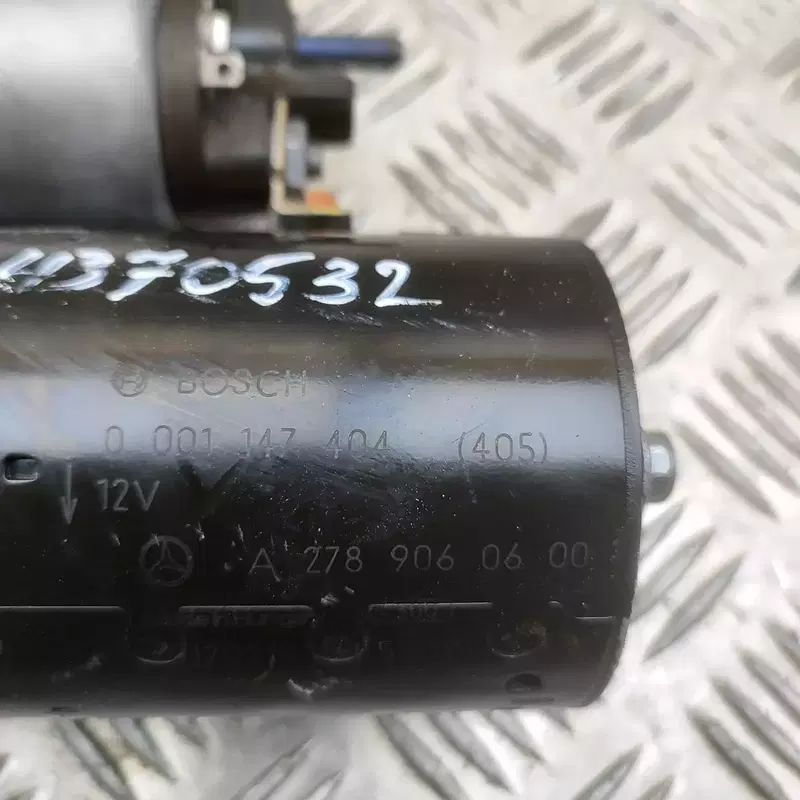 4370532
BOSCH
0 001 147 404 (405)
12V
A 278 906 06 00